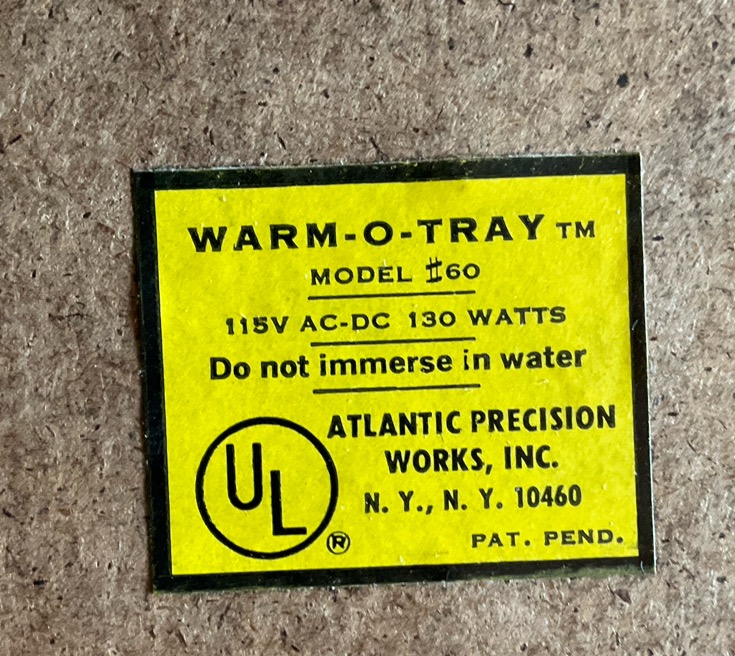 WARM-O-TRAY TM
MODEL #60
115V AC-DC 130 WATTS
Do not immerse in water
UL ®
ATLANTIC PRECISION
WORKS, INC.
N. Y., N. Y. 10460
PAT. PEND.